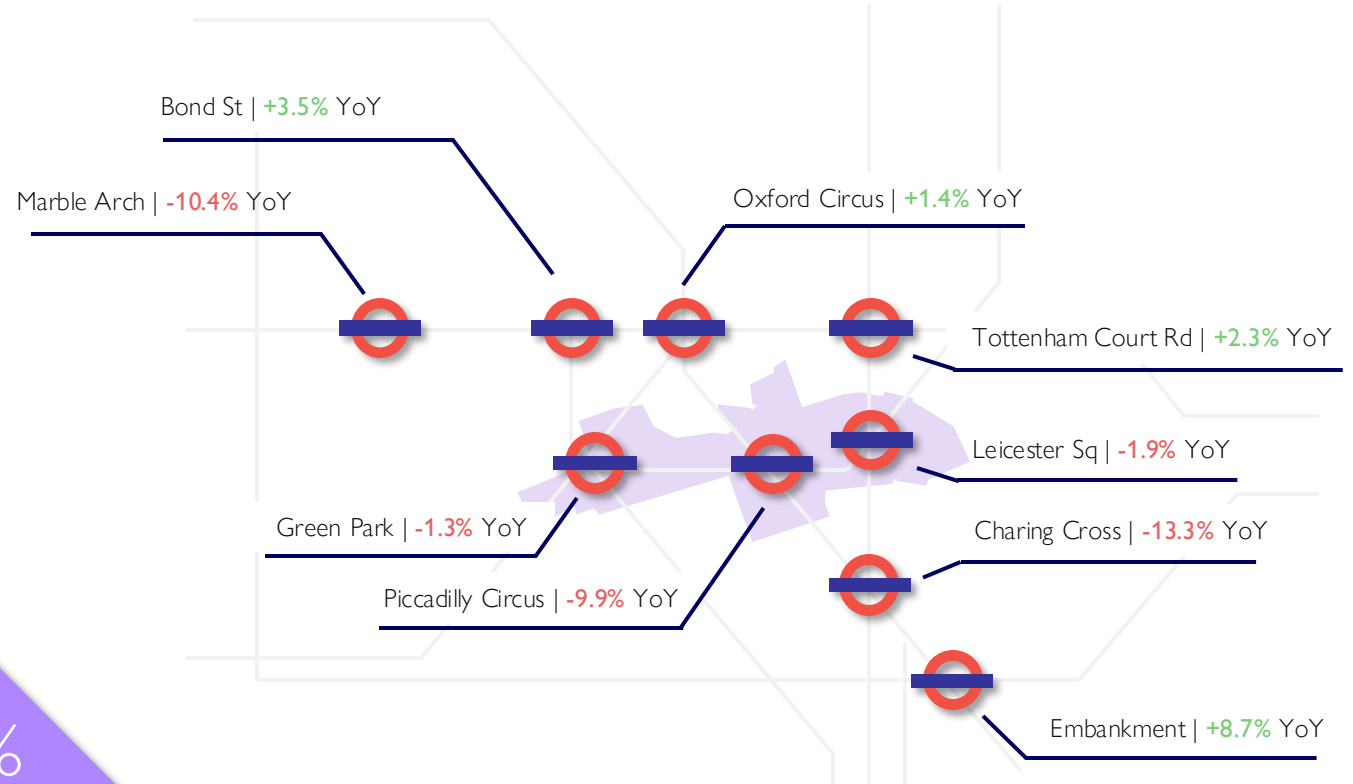 Bond St | +3.5% YoY
Marble Arch | -10.4% YoY
Oxford Circus | +1.4% YoY
Tottenham Court Rd | +2.3% YoY
Leicester Sq | -1.9% YoY
Green Park | -1.3% YoY
Charing Cross | -13.3% YoY
Piccadilly Circus | -9.9% YoY
Embankment | +8.7% YoY